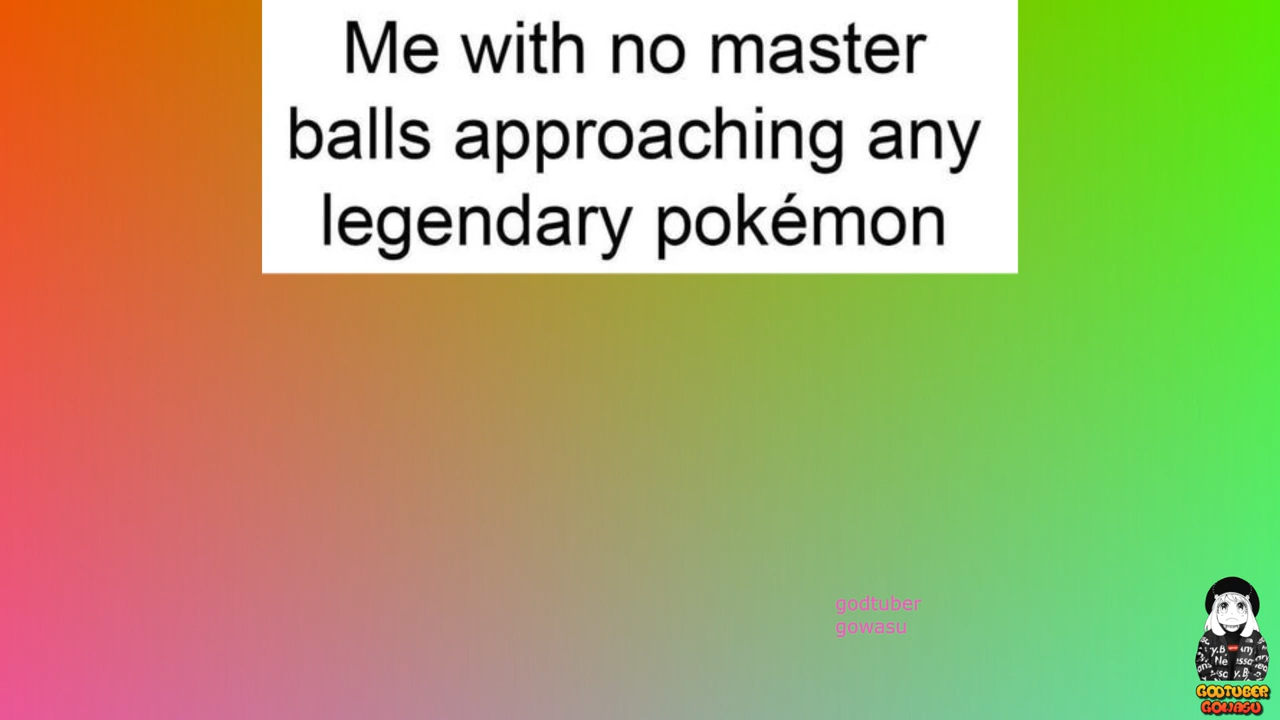 Me with no master
balls approaching any
legendary pokémon
godtuber
gowasu
GODTUBER
GOWASU